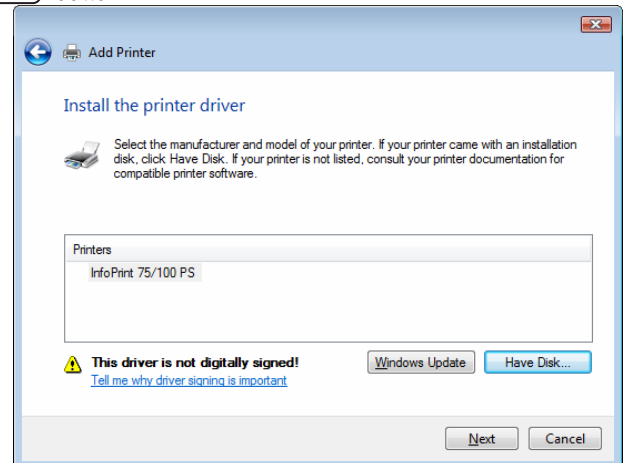 Add Printer
Install the printer driver
Select the manufacturer and model of your printer. If your printer came with an installation
disk, click Have Disk. If your printer is not listed, consult your printer documentation for
compatible printer software.
Printers
InfoPrint 75/100 PS
This driver is not digitally signed!
Windows Update
Have Disk...
Tell me why driver signing is important
Next
Cancel